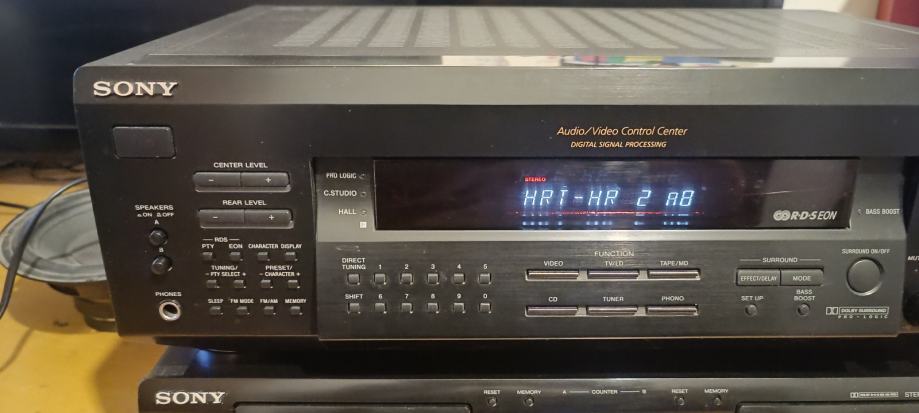 SONY
Audio/Video Control Center
DIGITAL SIGNAL PROCESSING
CENTER LEVEL
− +
REAR LEVEL
− +
SPEAKERS
ON OFF
A
B
PHONES
RDS
PTY EON CHARACTER DISPLAY
TUNING/
− PTY SELECT +
PRESET/
− CHARACTER +
SLEEP FM MODE FM/AM MEMORY
PRO LOGIC
C.STUDIO
HALL
STEREO
HRT-HR 2 A8
R·D·S EON
BASS BOOST
DIRECT
TUNING
1 2 3 4 5
SHIFT
6 7 8 9 0
FUNCTION
VIDEO TV/LD TAPE/MD
CD TUNER PHONO
SURROUND
EFFECT/DELAY MODE
SET UP
BASS
BOOST
SURROUND ON/OFF
DOLBY SURROUND
PRO • LOGIC
SONY
RESET MEMORY A COUNTER B RESET MEMORY